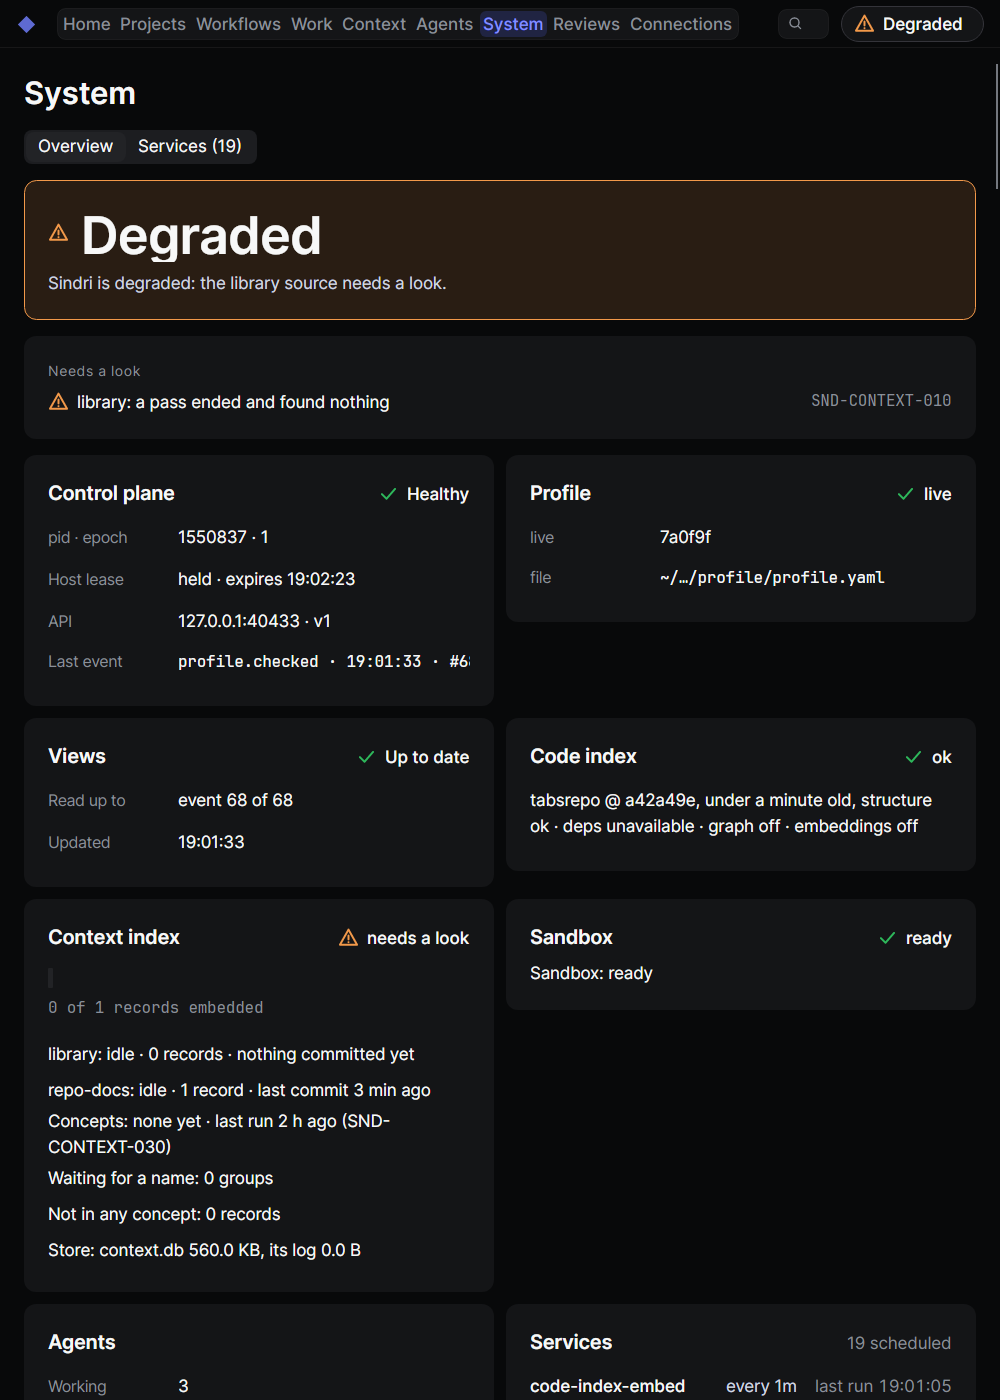 Home Projects Workflows Work Context Agents System Reviews Connections Degraded
System
Overview Services (19)
Degraded
Sindri is degraded: the library source needs a look.
Needs a look
library: a pass ended and found nothing SND-CONTEXT-010
Control plane Healthy
pid · epoch 1550837 · 1
Host lease held · expires 19:02:23
API 127.0.0.1:40433 · v1
Last event profile.checked · 19:01:33 · #6
Profile live
live 7a0f9f
file ~/…/profile/profile.yaml
Views Up to date
Read up to event 68 of 68
Updated 19:01:33
Code index ok
tabsrepo @ a42a49e, under a minute old, structure
ok · deps unavailable · graph off · embeddings off
Context index needs a look
0 of 1 records embedded
library: idle · 0 records · nothing committed yet
repo-docs: idle · 1 record · last commit 3 min ago
Concepts: none yet · last run 2 h ago (SND-
CONTEXT-030)
Waiting for a name: 0 groups
Not in any concept: 0 records
Store: context.db 560.0 KB, its log 0.0 B
Sandbox ready
Sandbox: ready
Agents
Working 3
Services 19 scheduled
code-index-embed every 1m last run 19:01:05